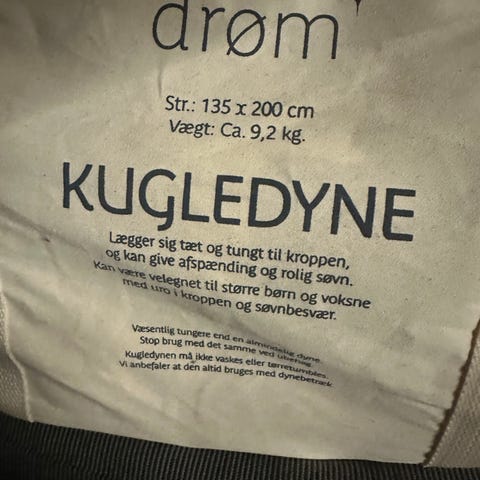 drøm
Str.: 135 x 200 cm
Vægt: Ca. 9,2 kg.
KUGLEDYNE
Lægger sig tæt og tungt til kroppen,
og kan give afspænding og rolig søvn.
Kan være velegnet til større børn og voksne
med uro i kroppen og søvnbesvær.
Væsentlig tungere end en almindelig dyne.
Stop brug med det samme ved ubehag.
Kugledynen må ikke vaskes eller tørretumbles.
Vi anbefaler at den altid bruges med dynebetræk